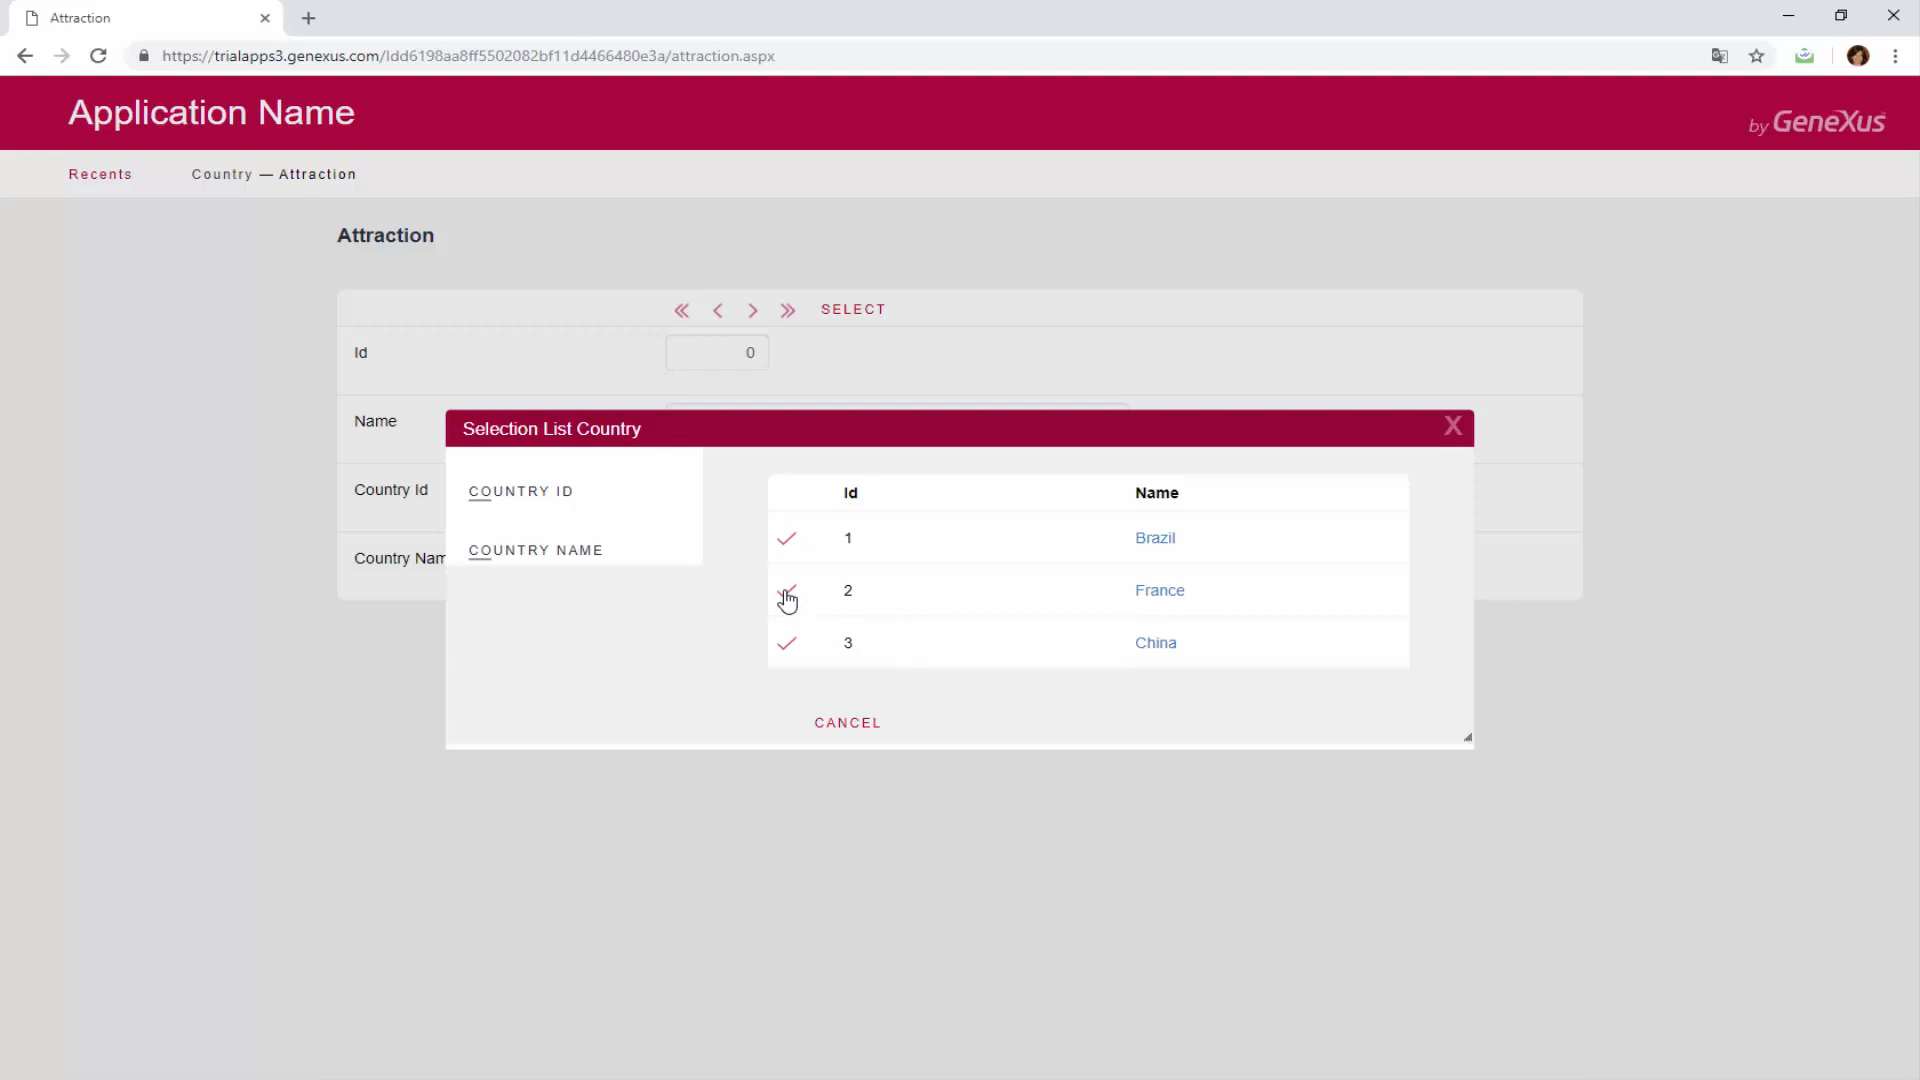 Attraction
https://trialapps3.genexus.com/Idd6198aa8ff5502082bf11d4466480e3a/attraction.aspx
Application Name
by GeneXus
Recents Country — Attraction
Attraction
SELECT
Id 0
Name
Selection List Country X
Country Id
COUNTRY ID
Id Name
1 Brazil
Country Nam
COUNTRY NAME
2 France
3 China
CANCEL